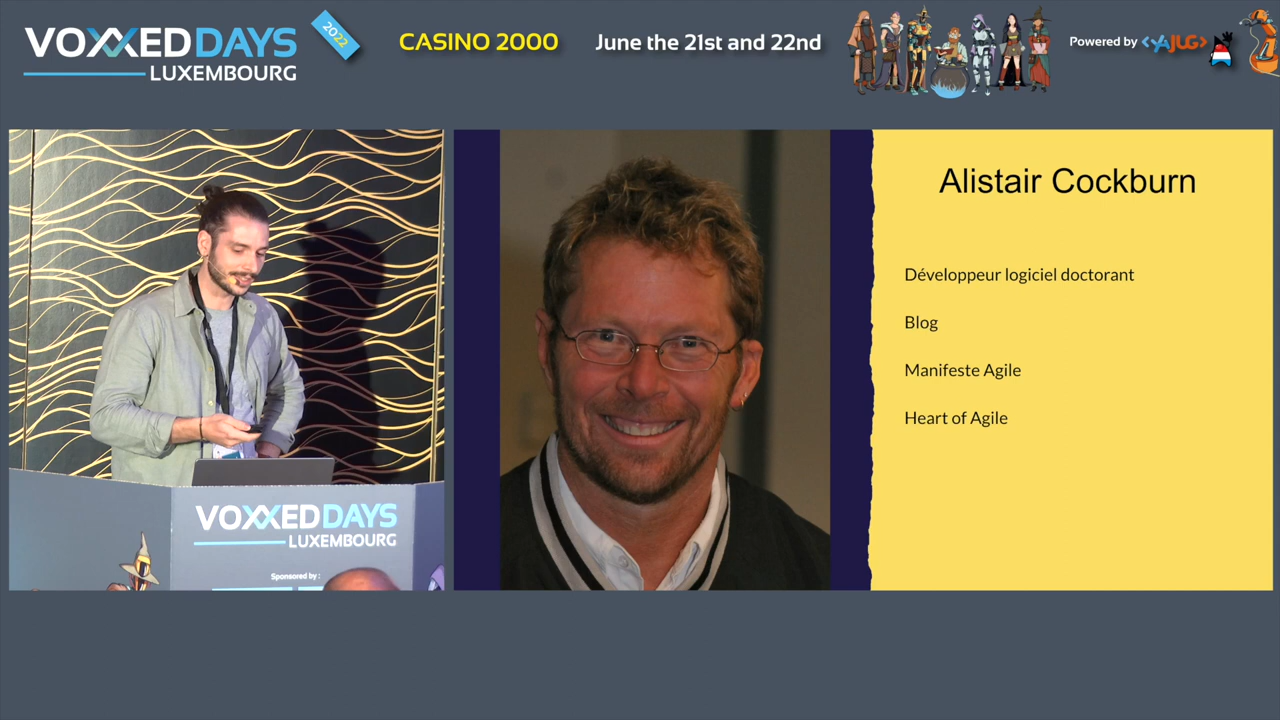 VOXXED DAYS
LUXEMBOURG
2022
CASINO 2000
June the 21st and 22nd
Powered by <YAJUG>
Alistair Cockburn
Développeur logiciel doctorant
Blog
Manifeste Agile
Heart of Agile
VOXXED DAYS
LUXEMBOURG
Sponsored by :